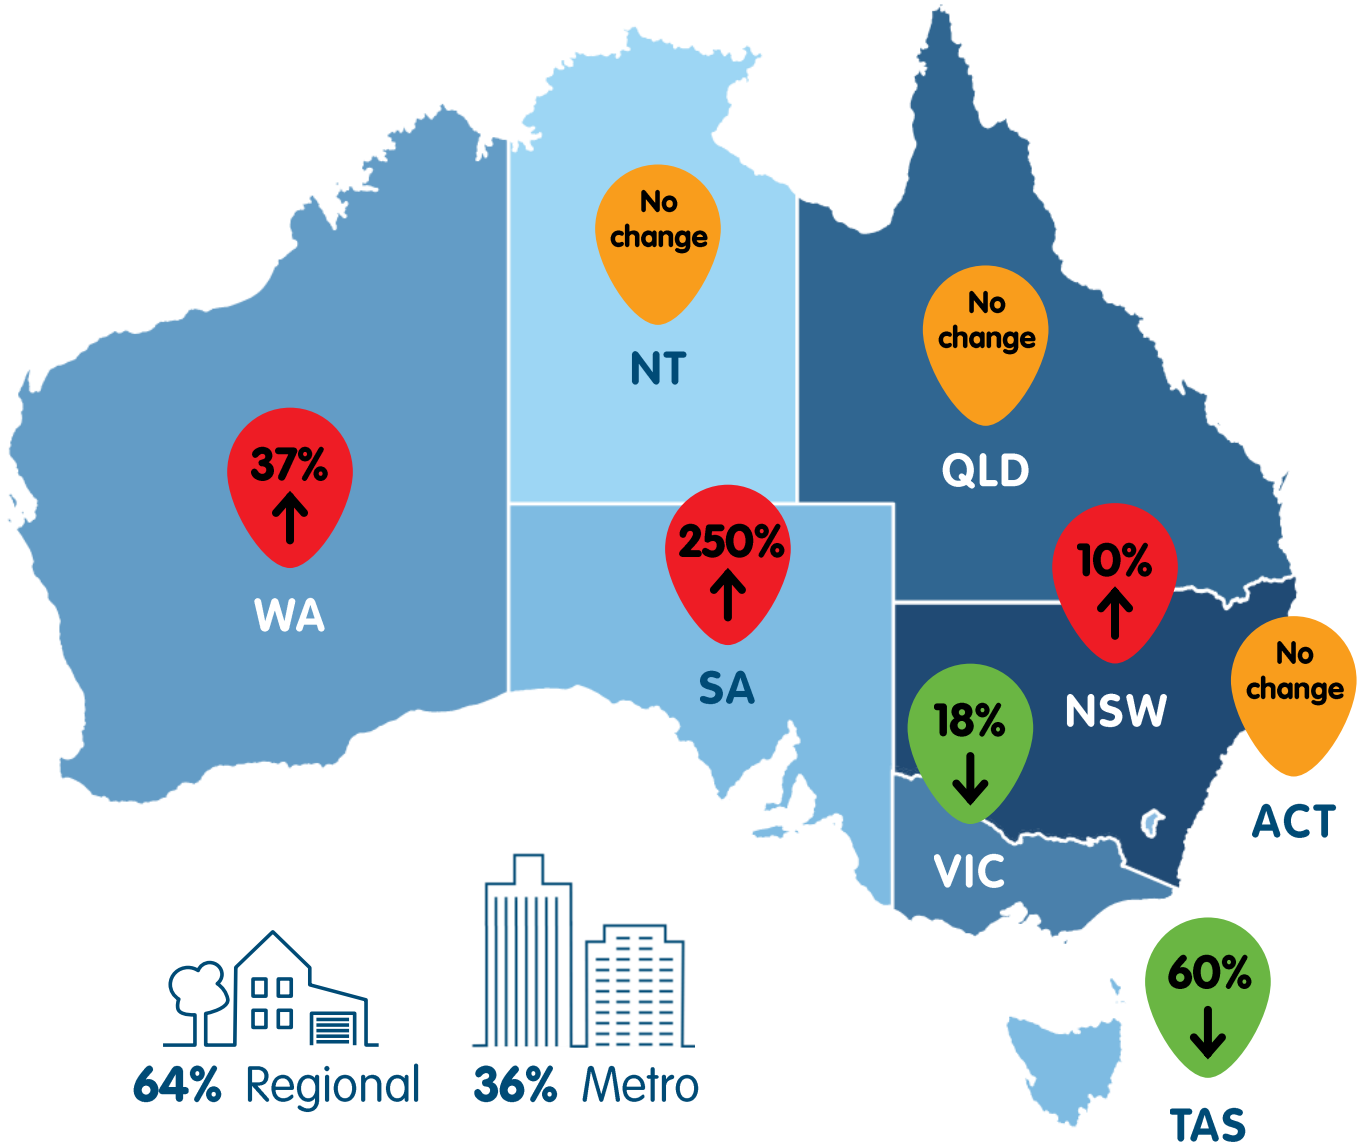 No
change
NT
No
change
QLD
37%
WA
250%
SA
10%
NSW
No
change
ACT
18%
VIC
60%
TAS
64% Regional
36% Metro